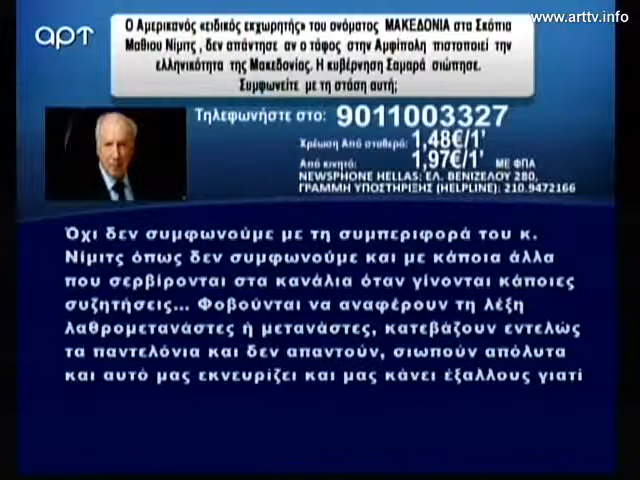 www.arttv.info
αρτ
Ο Αμερικανός «ειδικός εκχωρητής» του ονόματος ΜΑΚΕΔΟΝΙΑ στα Σκόπια
Μάθιου Νίμιτς , δεν απάντησε αν ο τάφος στην Αμφίπολη πιστοποιεί την
ελληνικότητα της Μακεδονίας. Η κυβέρνηση Σαμαρά σιώπησε.
Συμφωνείτε με τη στάση αυτή;
Τηλεφωνήστε στο: 9011003327
Χρέωση Από σταθερό: 1,48€/1'
Από κινητό: 1,97€/1' ΜΕ ΦΠΑ
NEWSPHONE HELLAS: ΕΛ. ΒΕΝΙΖΕΛΟΥ 280,
ΓΡΑΜΜΗ ΥΠΟΣΤΗΡΙΞΗΣ (HELPLINE): 210.9472166
Όχι δεν συμφωνούμε με τη συμπεριφορά του κ.
Νίμιτς όπως δεν συμφωνούμε και με κάποια άλλα
που σερβίρονται στα κανάλια όταν γίνονται κάποιες
συζητήσεις... Φοβούνται να αναφέρουν τη λέξη
λαθρομετανάστες ή μετανάστες, κατεβάζουν εντελώς
τα παντελόνια και δεν απαντούν, σιωπούν απόλυτα
και αυτό μας εκνευρίζει και μας κάνει έξαλλους γιατί